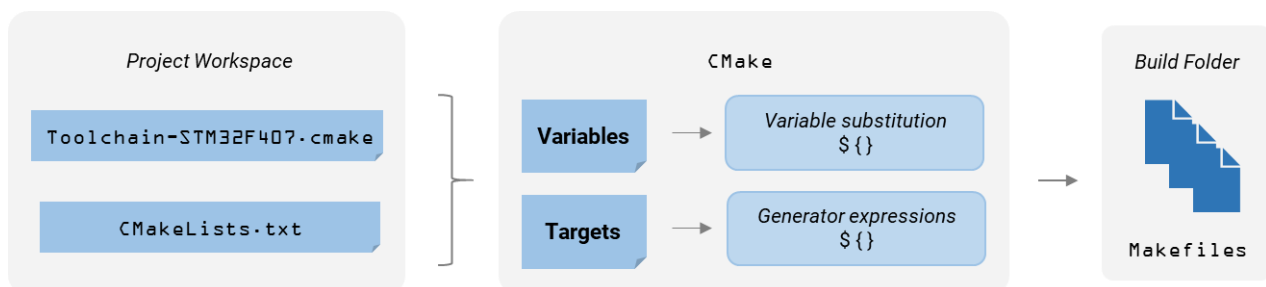 Project Workspace
Toolchain-STM32F407.cmake
CMakeLists.txt
CMake
Variables
Variable substitution
${}
Targets
Generator expressions
${}
Build Folder
Makefiles